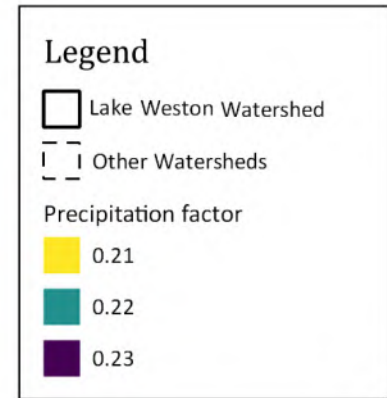 Legend
Lake Weston Watershed
Other Watersheds
Precipitation factor
0.21
0.22
0.23